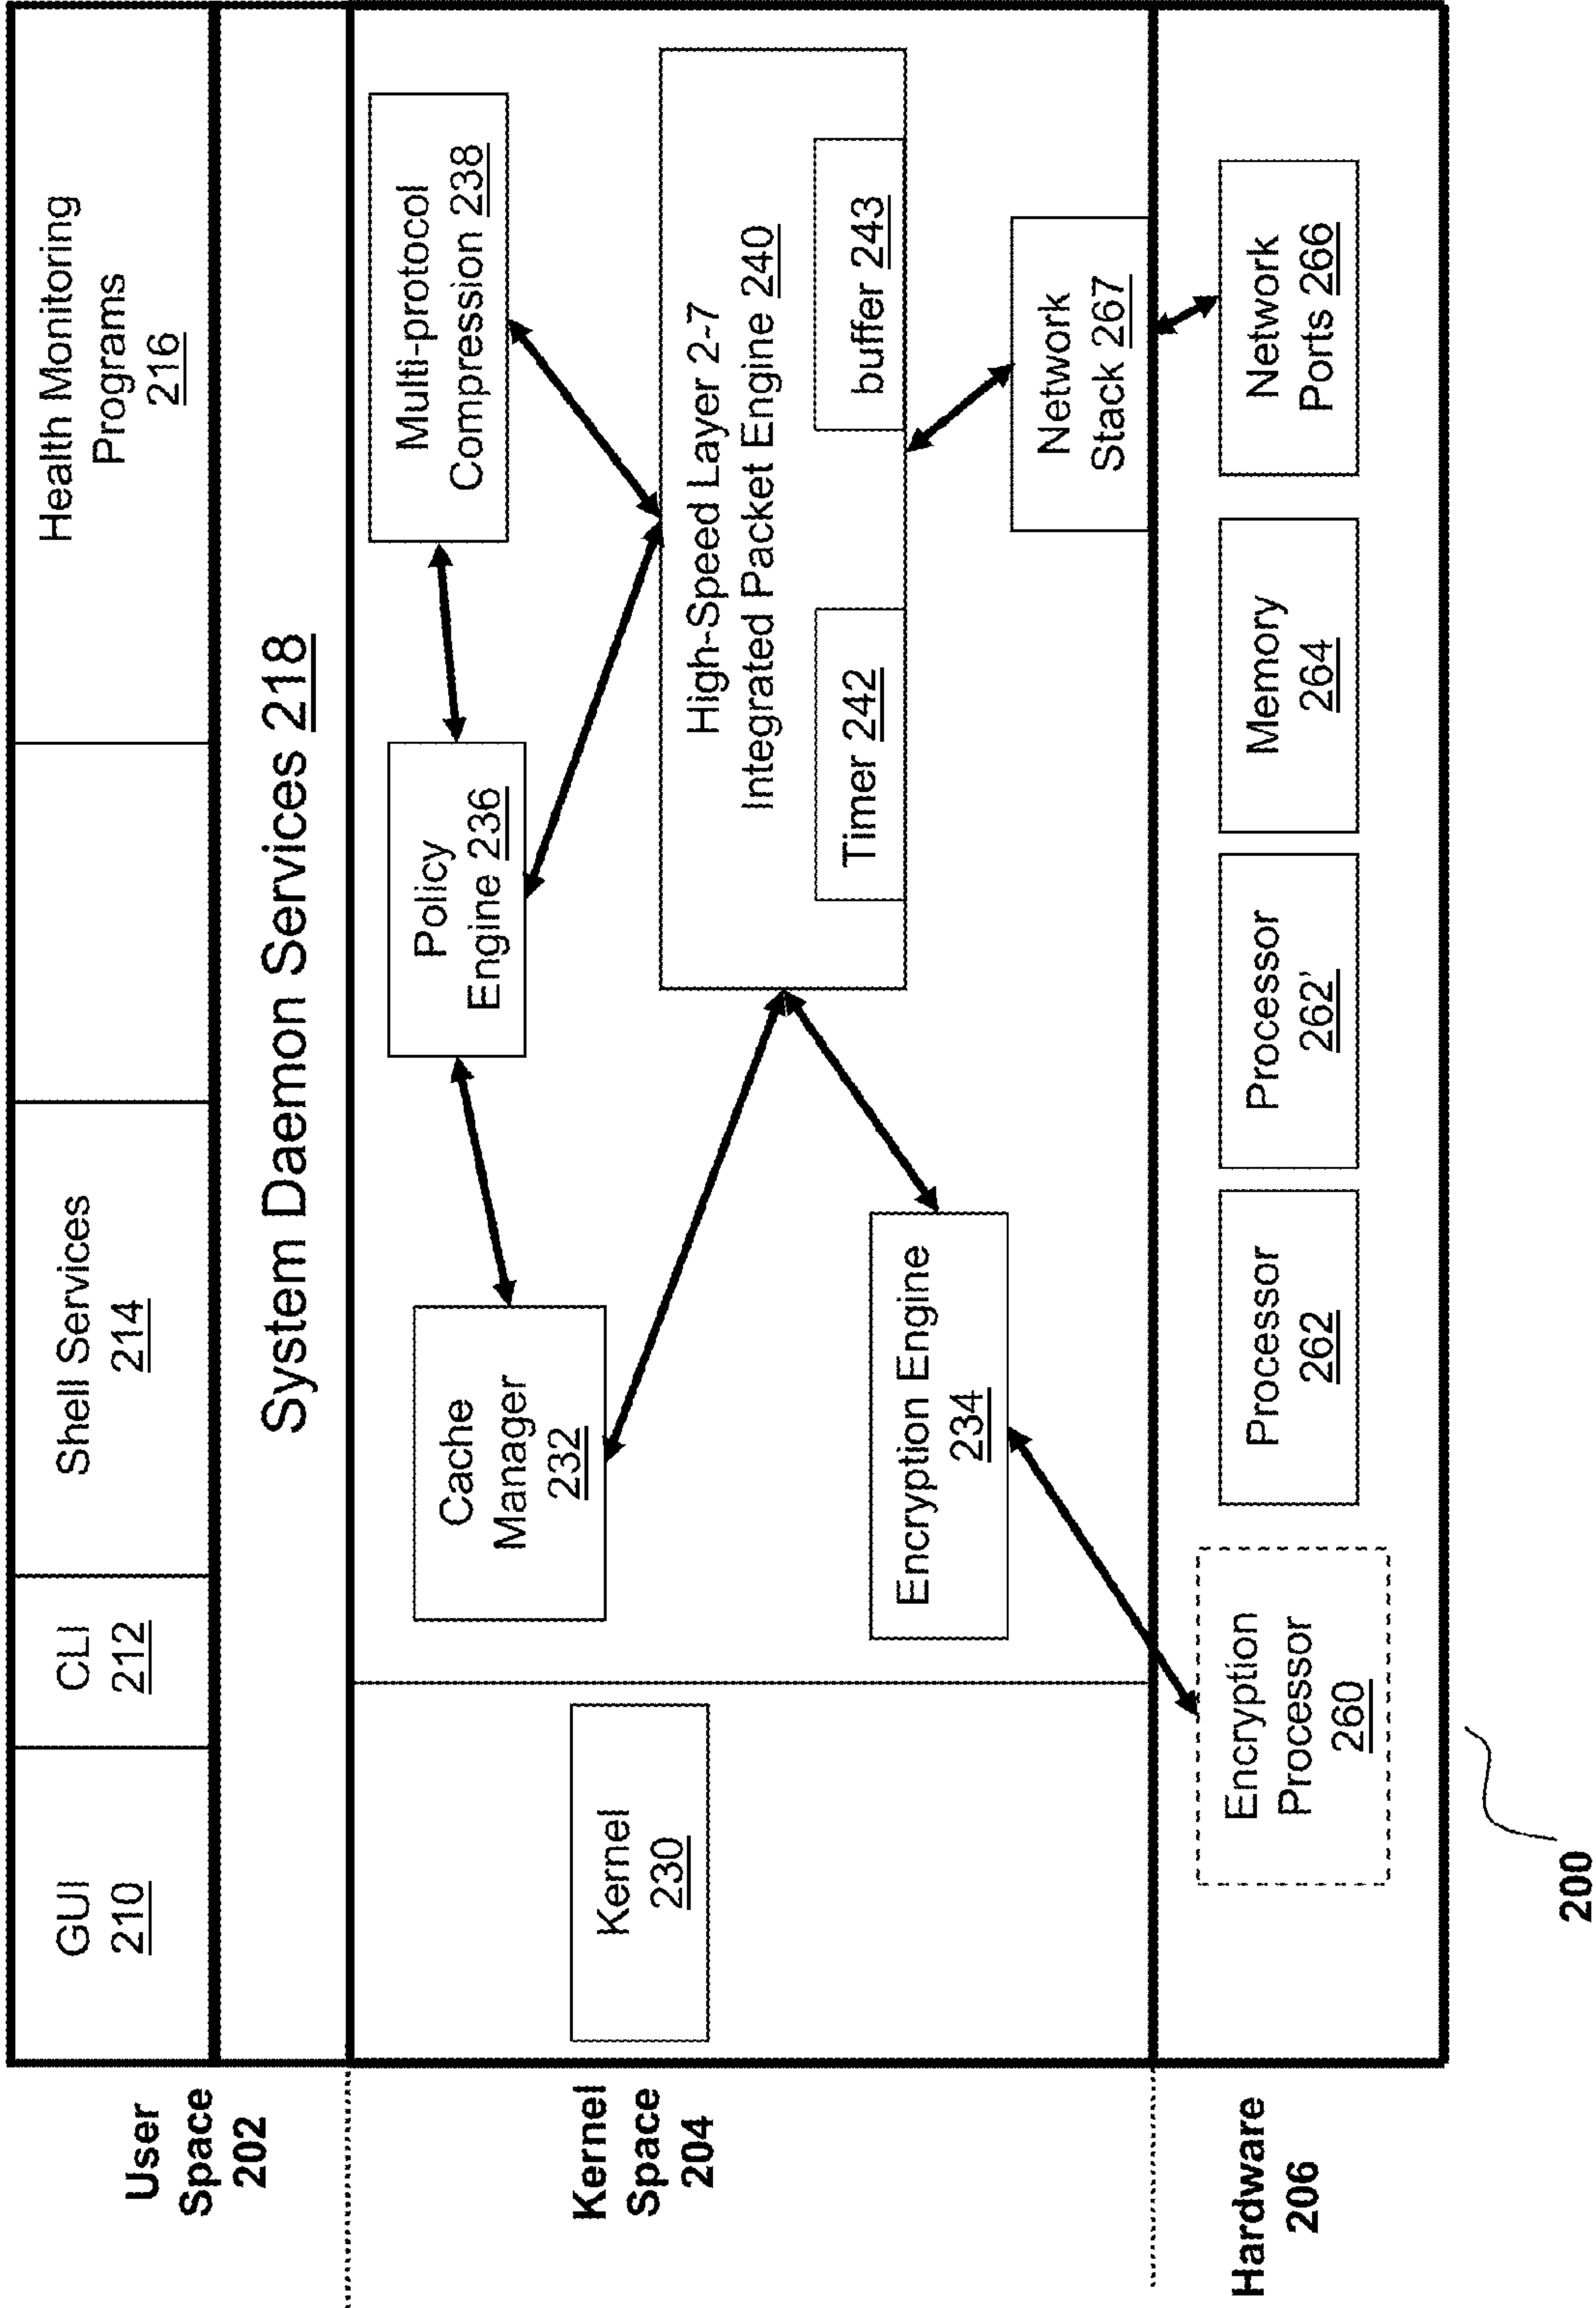 User
Space
202
GUI
210
CLI
212
Shell Services
214
Health Monitoring
Programs
216
System Daemon Services 218
Kernel
Space
204
Kernel
230
Cache
Manager
232
Policy
Engine 236
Multi-protocol
Compression 238
High-Speed Layer 2-7
Integrated Packet Engine 240
Timer 242
buffer 243
Encryption Engine
234
Network
Stack 267
Hardware
206
Encryption
Processor
260
Processor
262
Processor
262'
Memory
264
Network
Ports 266
200